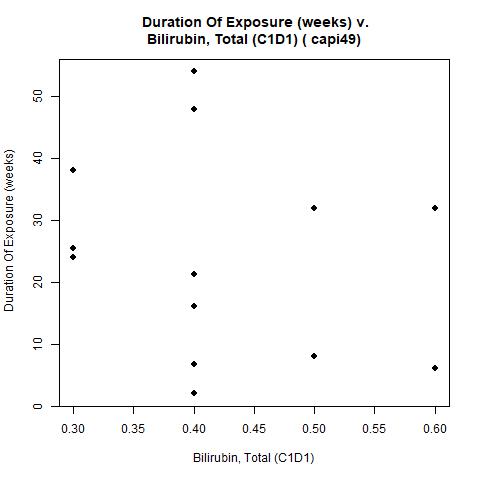 Duration Of Exposure (weeks) v.
Bilirubin, Total (C1D1) ( capi49)
Duration Of Exposure (weeks)
50
40
30
20
10
0
0.30 0.35 0.40 0.45 0.50 0.55 0.60
Bilirubin, Total (C1D1)